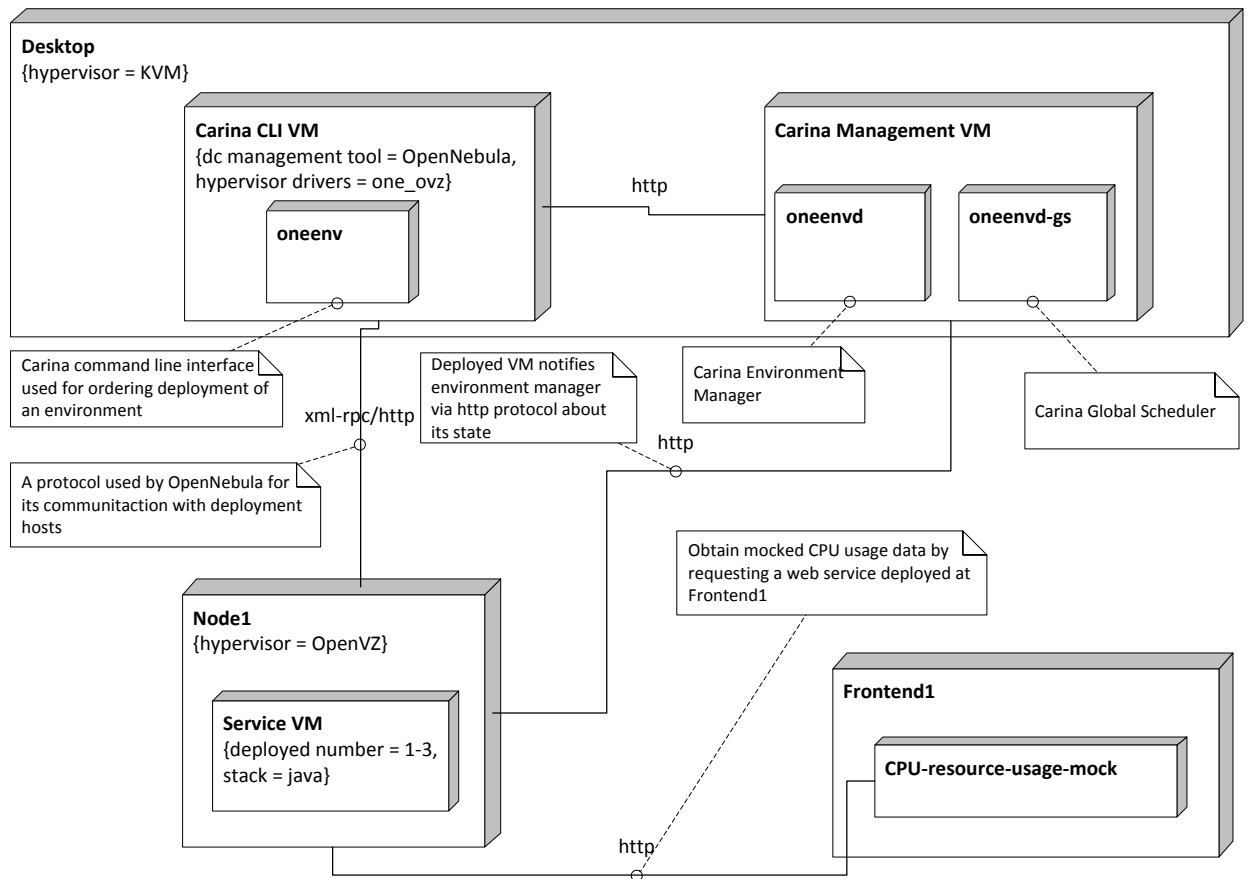 Desktop
{hypervisor = KVM}
Carina CLI VM
{dc management tool = OpenNebula,
hypervisor drivers = one_ovz}
oneenv
http
Carina Management VM
oneenvd
oneenvd-gs
Carina command line interface
used for ordering deployment of
an environment
Deployed VM notifies
environment manager
via http protocol about
its state
Carina Environment
Manager
Carina Global Scheduler
xml-rpc/http
http
A protocol used by OpenNebula for
its communitaction with deployment
hosts
Obtain mocked CPU usage data by
requesting a web service deployed at
Frontend1
Node1
{hypervisor = OpenVZ}
Service VM
{deployed number = 1-3,
stack = java}
Frontend1
CPU-resource-usage-mock
http